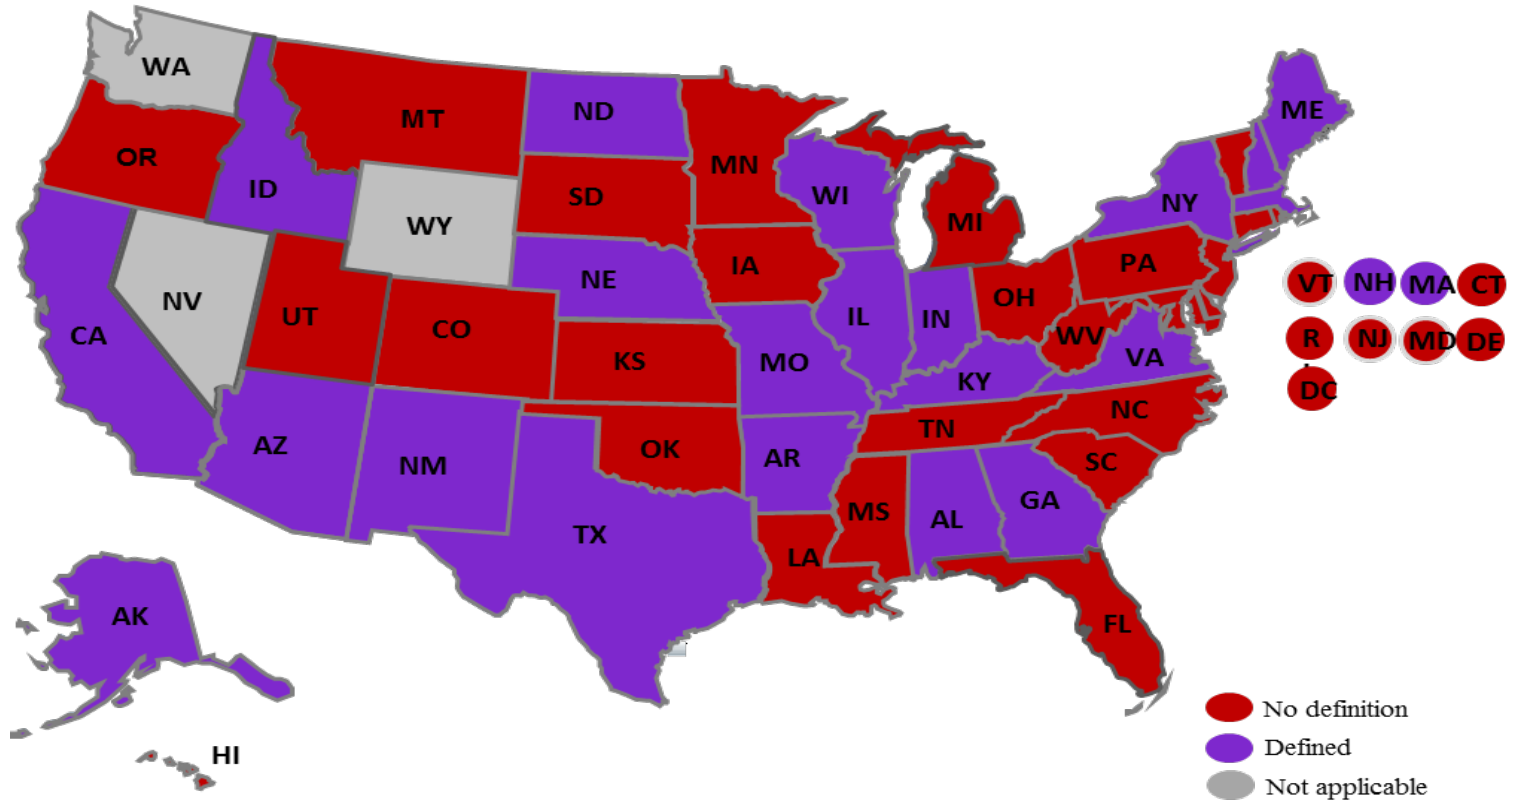 WA
ME
MT
ND
OR
MN
ID
SD
WI
NY
WY
MI
IA
PA
NE
VT
NH
MA
CT
NV
OH
UT
CO
IL
IN
CA
WV
R
I
NJ
MD
DE
VA
KS
MO
KY
DC
NC
TN
AZ
OK
NM
AR
SC
GA
MS
AL
TX
LA
AK
FL
No definition
Defined
HI
Not applicable